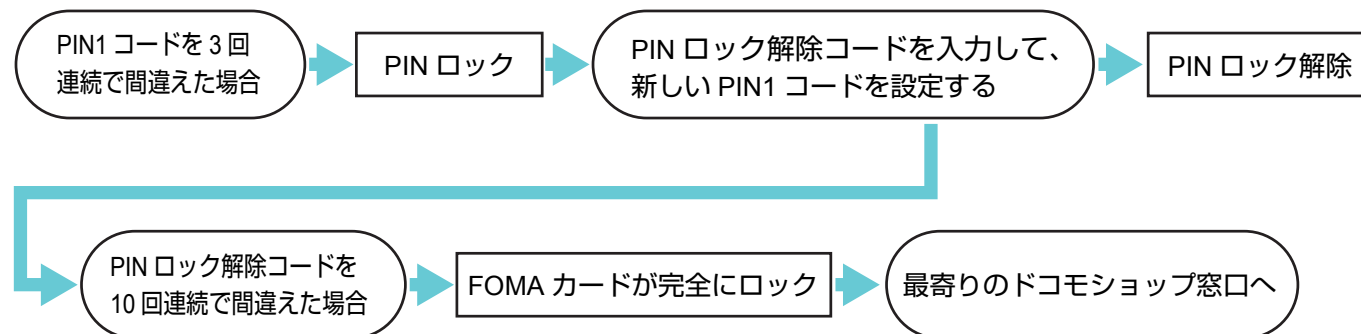 PIN1 コードを 3 回
連続で間違えた場合
PIN ロック
PIN ロック解除コードを入力して、
新しい PIN1 コードを設定する
PIN ロック解除
PIN ロック解除コードを
10 回連続で間違えた場合
FOMA カードが完全にロック
最寄りのドコモショップ窓口へ